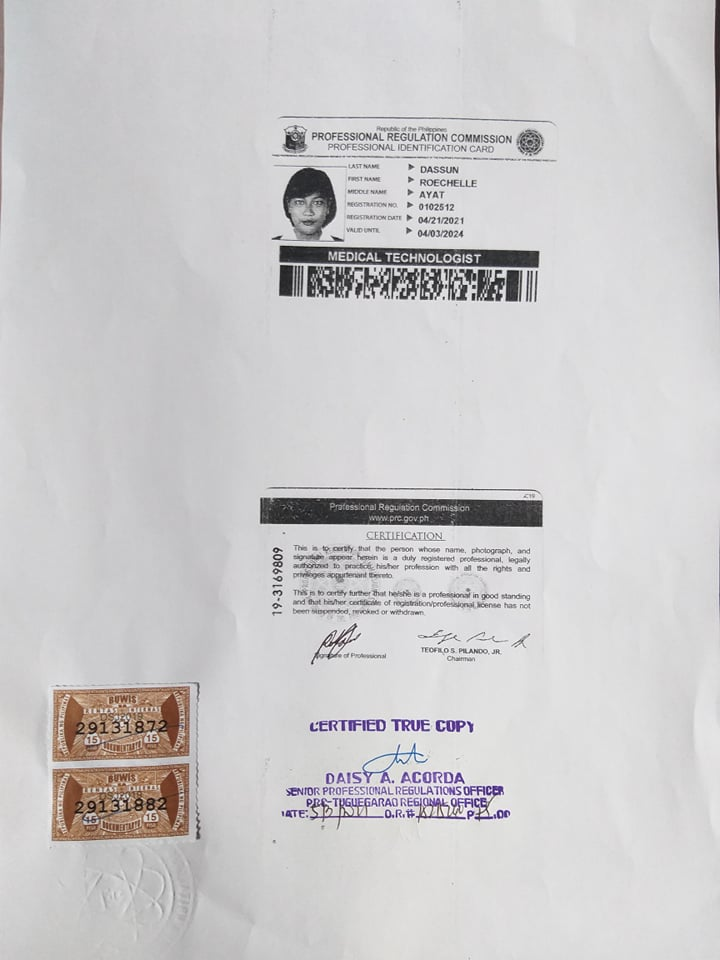 Republic of the Philippines
PROFESSIONAL REGULATION COMMISSION
PROFESSIONAL IDENTIFICATION CARD
LAST NAME ▶ DASSUN
FIRST NAME ▶ ROECHELLE
MIDDLE NAME ▶ AYAT
REGISTRATION NO. ▶ 0102512
REGISTRATION DATE ▶ 04/21/2021
VALID UNTIL ▶ 04/03/2024
MEDICAL TECHNOLOGIST
Professional Regulation Commission
www.prc.gov.ph
CERTIFICATION
19-3169809
This is to certify that the person whose name, photograph, and
signature appear herein is a duly registered professional, legally
authorized to practice his/her profession with all the rights and
privileges appurtenant thereto.
This is to certify further that he/she is a professional in good standing
and that his/her certificate of registration/professional license has not
been suspended, revoked or withdrawn.
Signature of Professional
TEOFILO S. PILANDO, JR.
Chairman
BUWIS
RENTAS INTERNAS
29131872
15 15
DOKUMENTARYO
BUWIS
RENTAS INTERNAS
29131882
15 15
DOKUMENTARYO
CERTIFIED TRUE COPY
DAISY A. ACORDA
SENIOR PROFESSIONAL REGULATIONS OFFICER
PRC-TUGUEGARAO REGIONAL OFFICE
DATE: O.R.# P .00